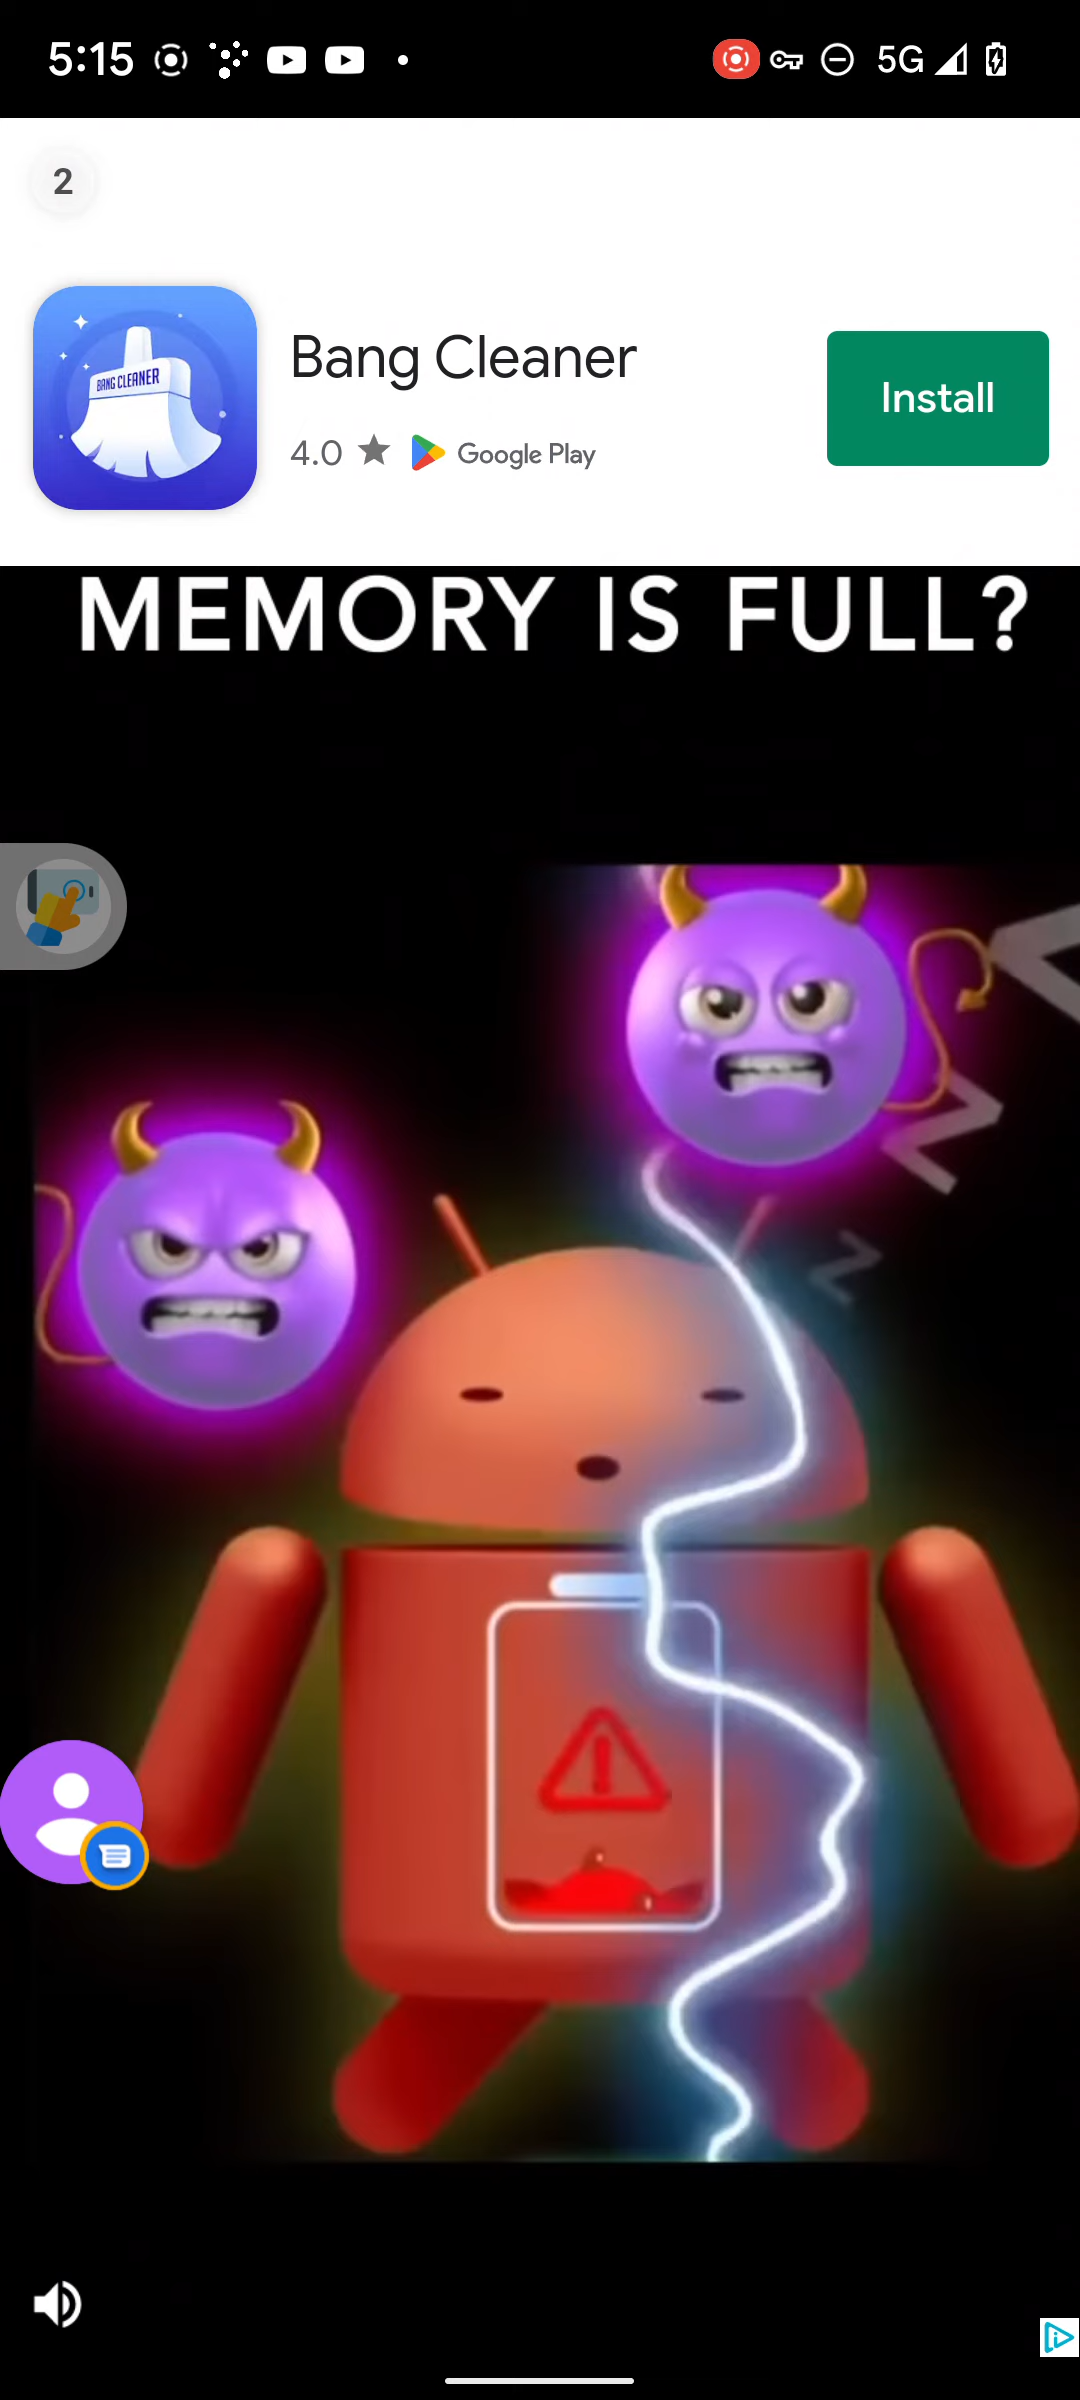 5:15
5G
2
BANG CLEANER
Bang Cleaner
Install
4.0 ★ Google Play
MEMORY IS FULL?
Z
Z
Z